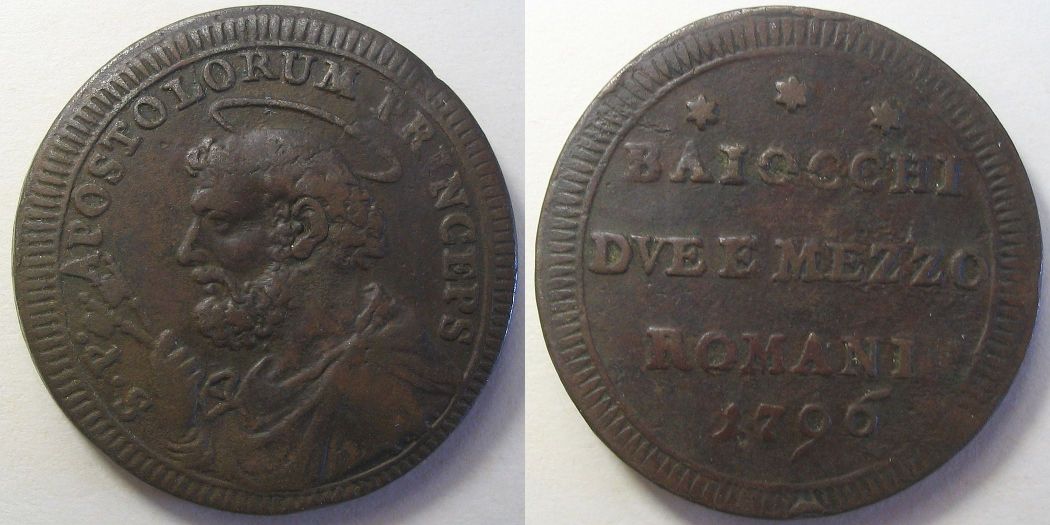 S·P· APOSTOLORUM PRINCEPS
BAIOCCHI
DVE E MEZZO
ROMANI
1796